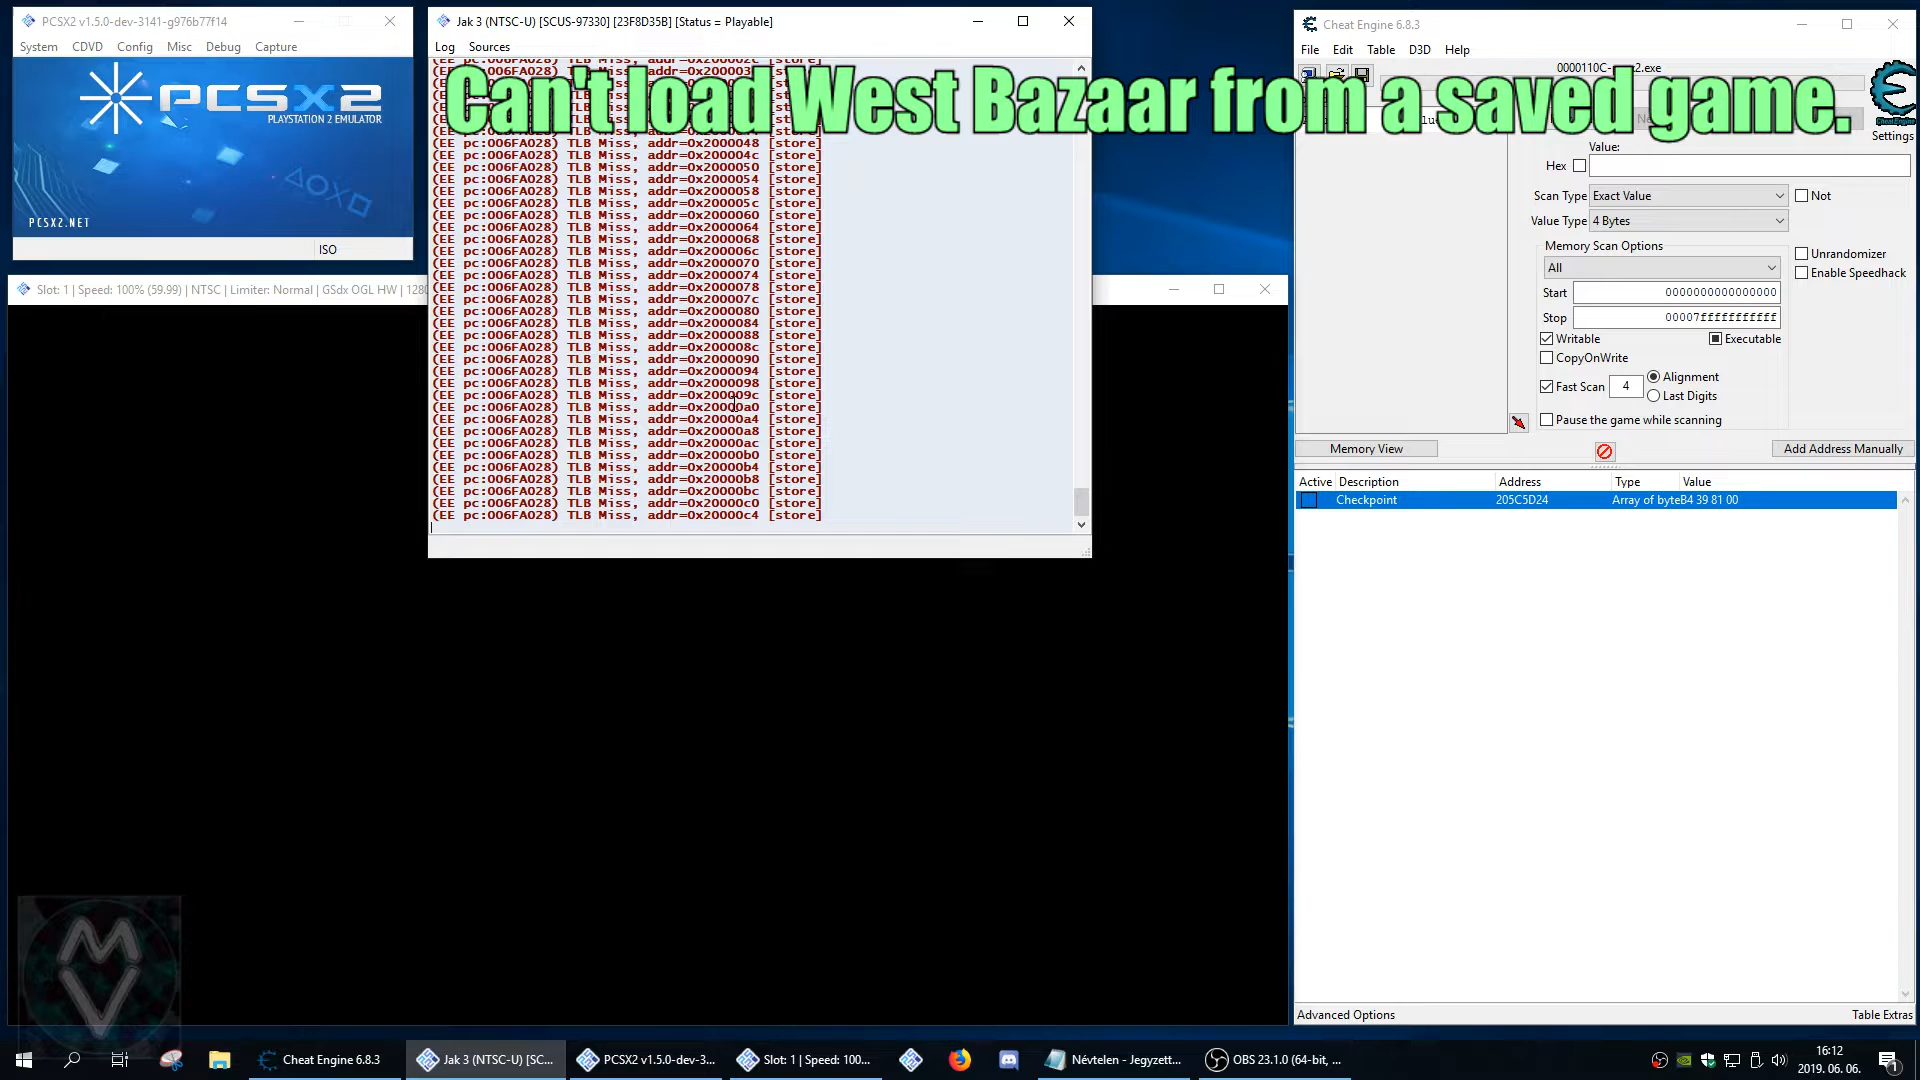 PCSX2 v1.5.0-dev-3141-g976b77f14
System CDVD Config Misc Debug Capture
PCSX2
PLAYSTATION 2 EMULATOR
PCSX2.NET
ISO
Slot: 1 | Speed: 100% (59.99) | NTSC | Limiter: Normal | GSdx OGL HW | 1280
Jak 3 (NTSC-U) [SCUS-97330] [23F8D35B] [Status = Playable]
Log Sources
Can't load West Bazaar from a saved game.
(EE pc:006FA028) TLB Miss, addr=0x2000048 [store]
(EE pc:006FA028) TLB Miss, addr=0x200004c [store]
(EE pc:006FA028) TLB Miss, addr=0x2000050 [store]
(EE pc:006FA028) TLB Miss, addr=0x2000054 [store]
(EE pc:006FA028) TLB Miss, addr=0x2000058 [store]
(EE pc:006FA028) TLB Miss, addr=0x200005c [store]
(EE pc:006FA028) TLB Miss, addr=0x2000060 [store]
(EE pc:006FA028) TLB Miss, addr=0x2000064 [store]
(EE pc:006FA028) TLB Miss, addr=0x2000068 [store]
(EE pc:006FA028) TLB Miss, addr=0x200006c [store]
(EE pc:006FA028) TLB Miss, addr=0x2000070 [store]
(EE pc:006FA028) TLB Miss, addr=0x2000074 [store]
(EE pc:006FA028) TLB Miss, addr=0x2000078 [store]
(EE pc:006FA028) TLB Miss, addr=0x200007c [store]
(EE pc:006FA028) TLB Miss, addr=0x2000080 [store]
(EE pc:006FA028) TLB Miss, addr=0x2000084 [store]
(EE pc:006FA028) TLB Miss, addr=0x2000088 [store]
(EE pc:006FA028) TLB Miss, addr=0x200008c [store]
(EE pc:006FA028) TLB Miss, addr=0x2000090 [store]
(EE pc:006FA028) TLB Miss, addr=0x2000094 [store]
(EE pc:006FA028) TLB Miss, addr=0x2000098 [store]
(EE pc:006FA028) TLB Miss, addr=0x200009c [store]
(EE pc:006FA028) TLB Miss, addr=0x20000a0 [store]
(EE pc:006FA028) TLB Miss, addr=0x20000a4 [store]
(EE pc:006FA028) TLB Miss, addr=0x20000a8 [store]
(EE pc:006FA028) TLB Miss, addr=0x20000ac [store]
(EE pc:006FA028) TLB Miss, addr=0x20000b0 [store]
(EE pc:006FA028) TLB Miss, addr=0x20000b4 [store]
(EE pc:006FA028) TLB Miss, addr=0x20000b8 [store]
(EE pc:006FA028) TLB Miss, addr=0x20000bc [store]
(EE pc:006FA028) TLB Miss, addr=0x20000c0 [store]
(EE pc:006FA028) TLB Miss, addr=0x20000c4 [store]
Cheat Engine 6.8.3
File Edit Table D3D Help
Settings
Value:
Hex
Scan Type Exact Value Not
Value Type 4 Bytes
Memory Scan Options
All
Unrandomizer
Enable Speedhack
Start 0000000000000000
Stop 00007fffffffffff
Writable Executable
CopyOnWrite
Fast Scan 4 Alignment
Last Digits
Pause the game while scanning
Memory View Add Address Manually
Active Description Address Type Value
Checkpoint 205C5D24 Array of byte B4 39 81 00
Advanced Options Table Extras
MV
Cheat Engine 6.8.3 Jak 3 (NTSC-U) [SC... PCSX2 v1.5.0-dev-3... Slot: 1 | Speed: 100... Névtelen - Jegyzett... OBS 23.1.0 (64-bit, ...
16:12
2019. 06. 06.
1